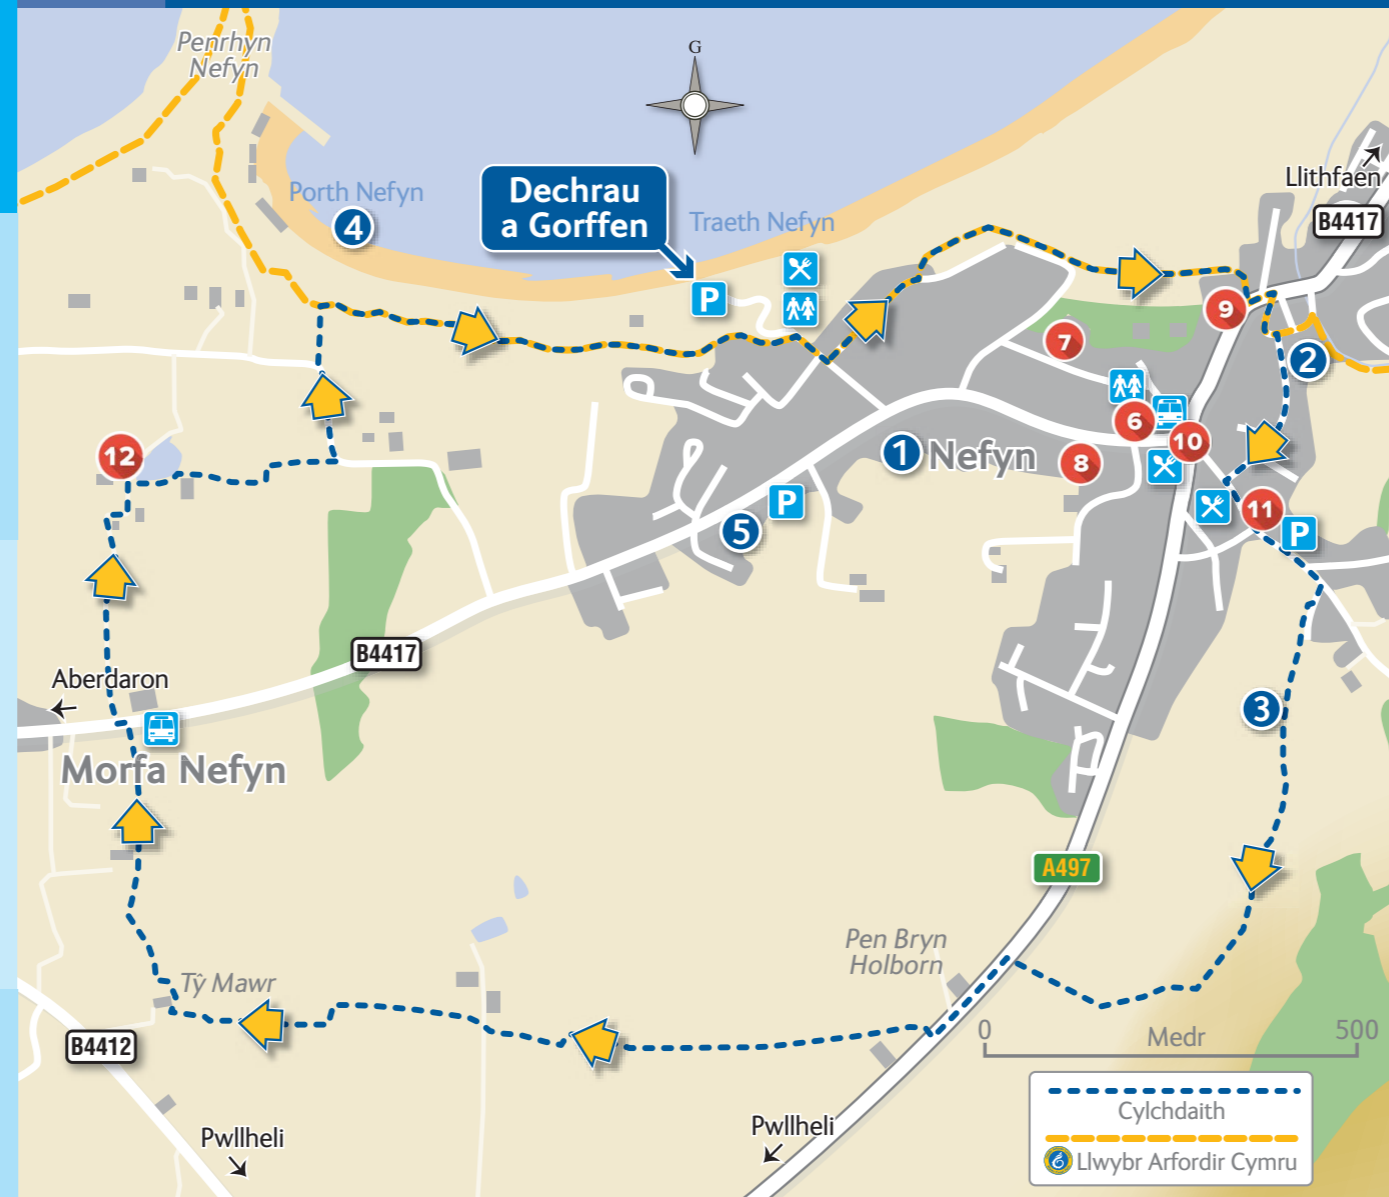 Penrhyn
Nefyn
G
Porth Nefyn
4
Dechrau
a Gorffen
Traeth Nefyn
P
Llithfaen
B4417
9
7
2
6
10
1
Nefyn
8
12
P
5
11
P
B4417
Aberdaron
3
Morfa Nefyn
A497
Pen Bryn
Holborn
Tŷ Mawr
B4412
0
Medr
500
Pwllheli
Pwllheli
Cylchdaith
Llwybr Arfordir Cymru